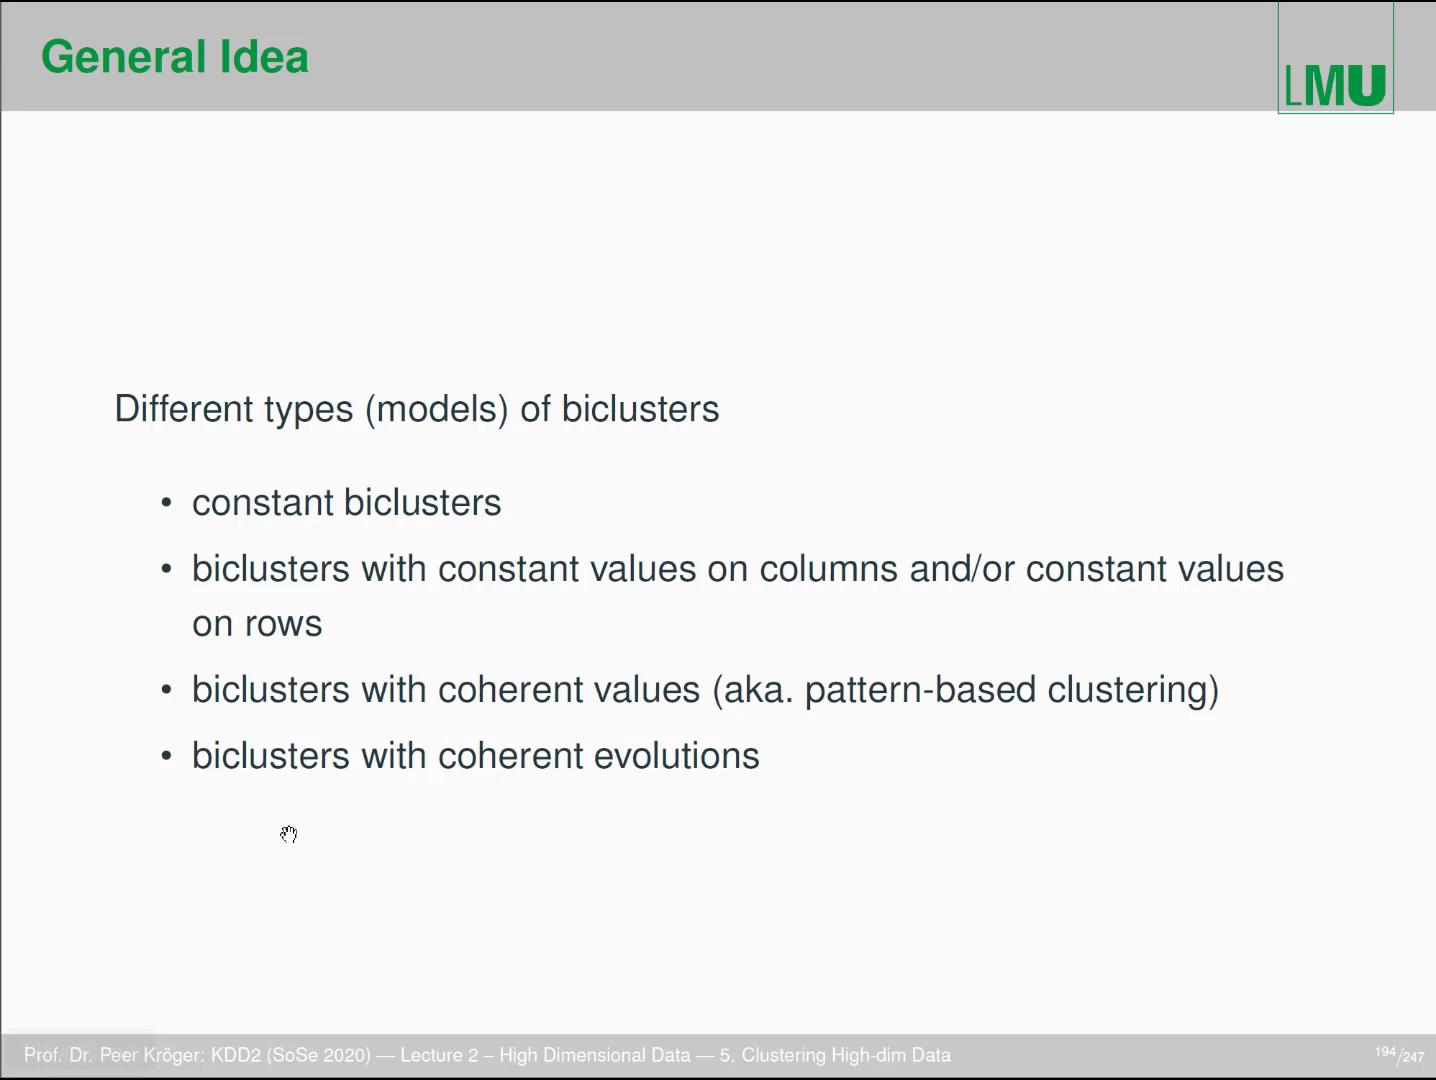 General Idea
LMU
Different types (models) of biclusters
• constant biclusters
• biclusters with constant values on columns and/or constant values
on rows
• biclusters with coherent values (aka. pattern-based clustering)
• biclusters with coherent evolutions
Prof. Dr. Peer Kröger: KDD2 (SoSe 2020) — Lecture 2 – High Dimensional Data — 5. Clustering High-dim Data
194/247